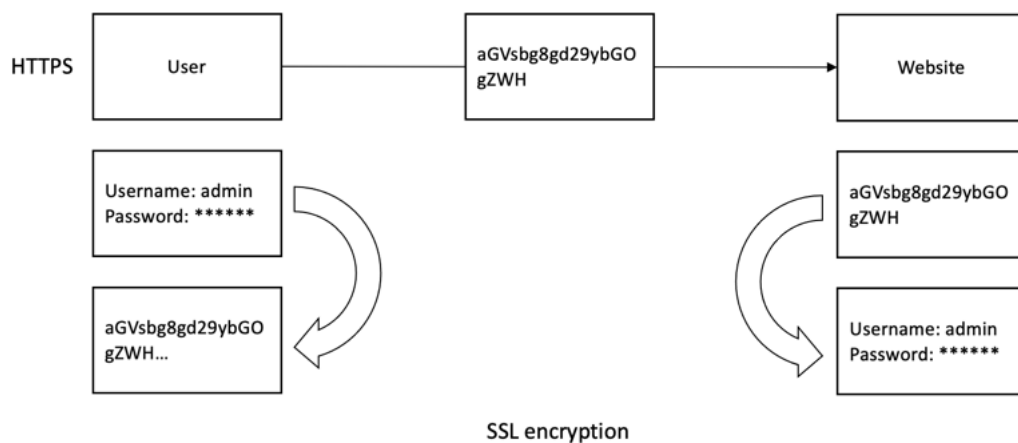 HTTPS
User
aGVsbg8gd29ybGO
gZWH
Website
Username: admin
Password: ******
aGVsbg8gd29ybGO
gZWH
aGVsbg8gd29ybGO
gZWH...
Username: admin
Password: ******
SSL encryption